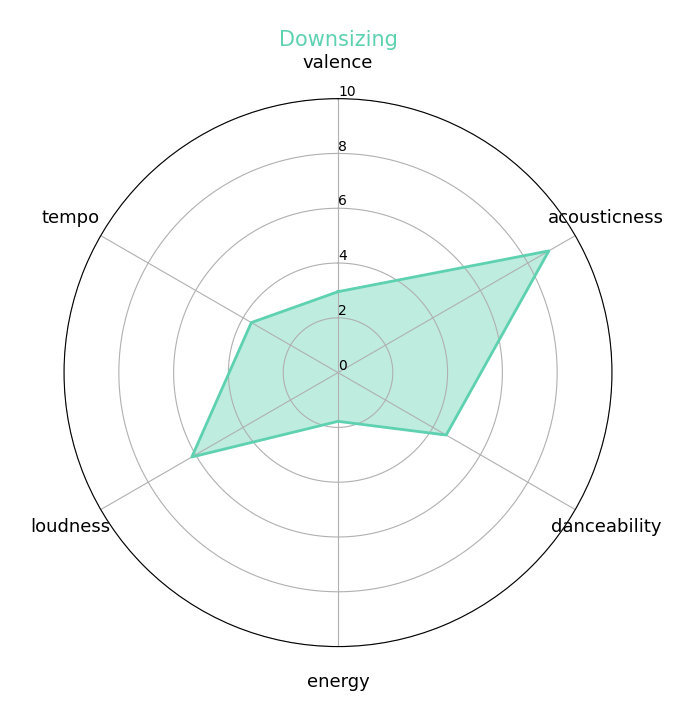 Downsizing
valence
10
8
tempo
6
acousticness
4
2
0
loudness
danceability
energy